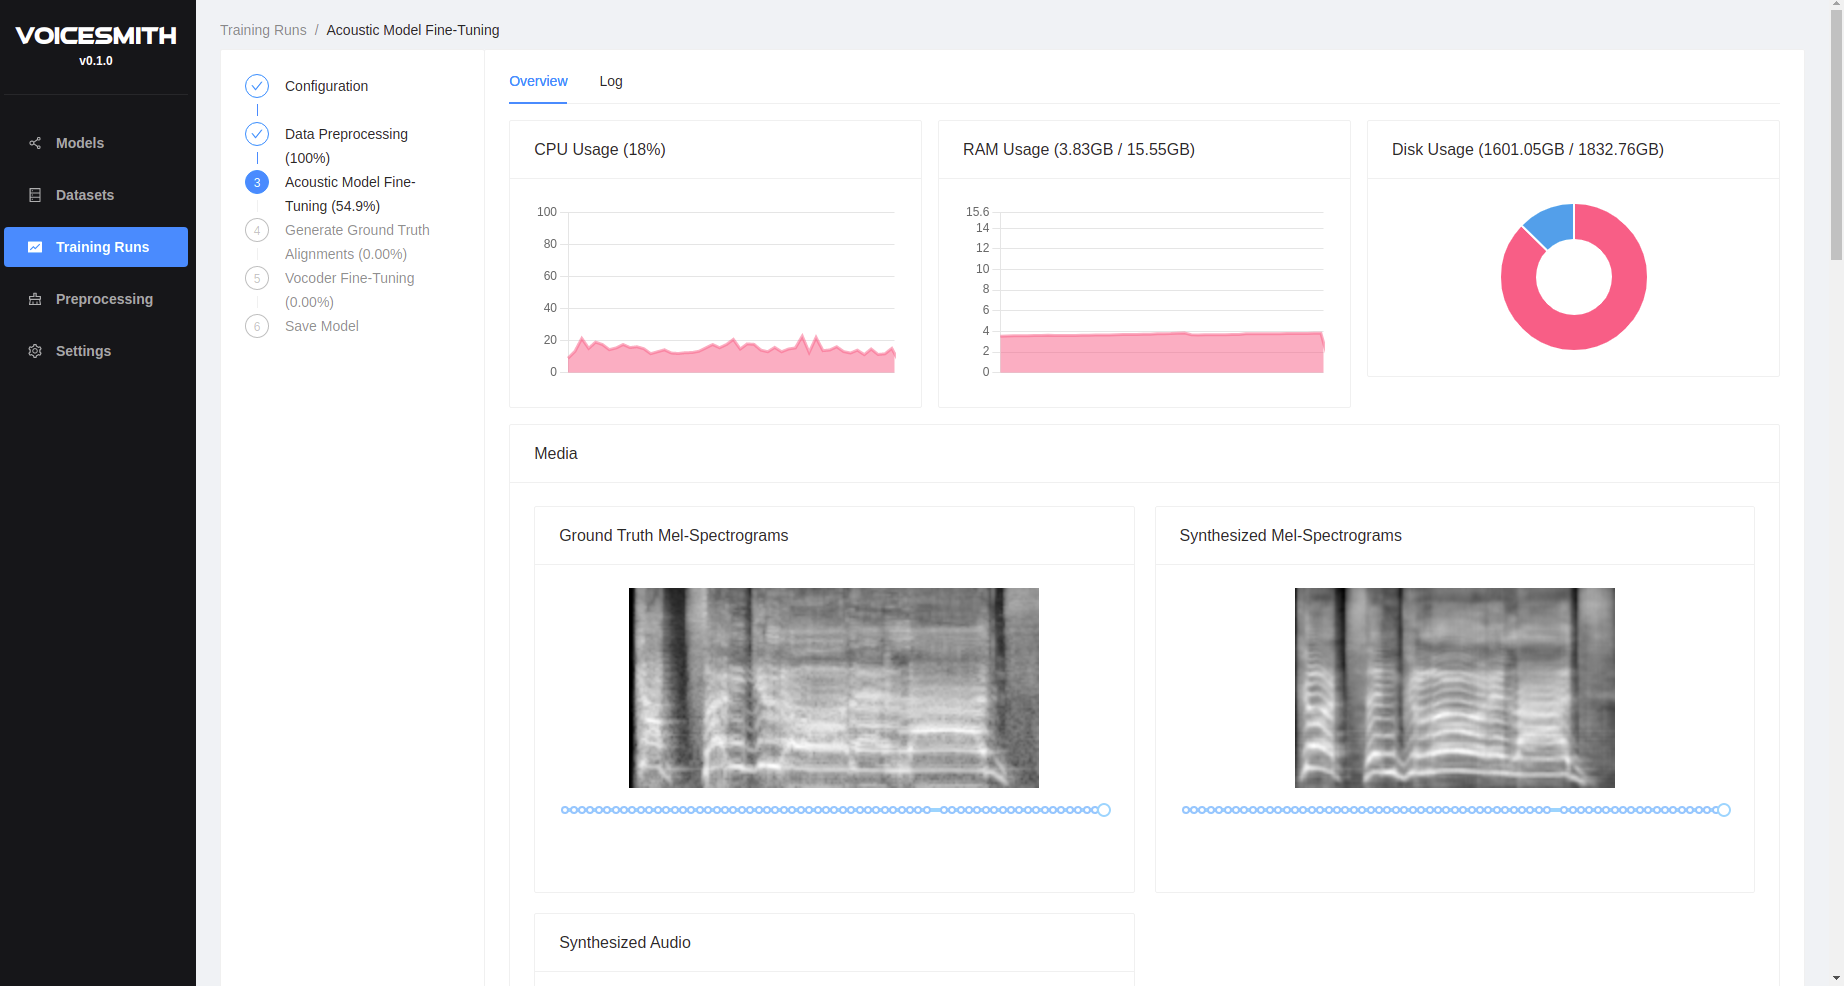 VOICESMITH
v0.1.0
Models
Datasets
Training Runs
Preprocessing
Settings
Training Runs / Acoustic Model Fine-Tuning
Configuration
Data Preprocessing
(100%)
3 Acoustic Model Fine-
Tuning (54.9%)
4 Generate Ground Truth
Alignments (0.00%)
5 Vocoder Fine-Tuning
(0.00%)
6 Save Model
Overview Log
CPU Usage (18%)
100
80
60
40
20
0
RAM Usage (3.83GB / 15.55GB)
15.6
14
12
10
8
6
4
2
0
Disk Usage (1601.05GB / 1832.76GB)
Media
Ground Truth Mel-Spectrograms
Synthesized Mel-Spectrograms
Synthesized Audio